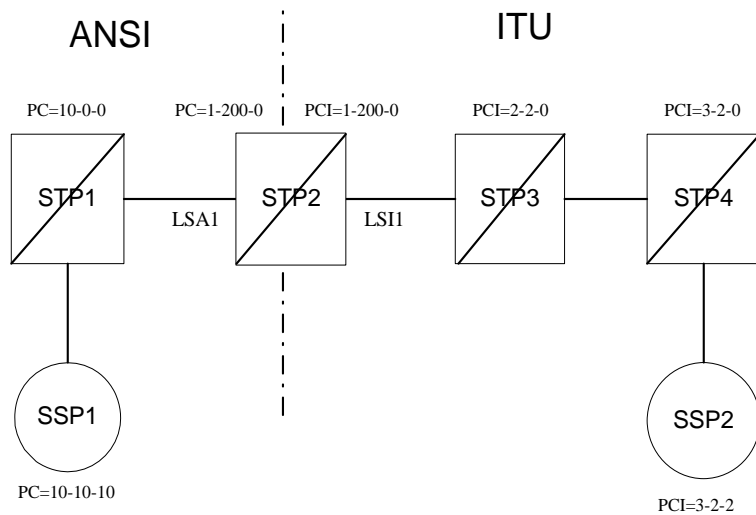 ANSI
ITU
PC=10-0-0
PC=1-200-0
PCI=1-200-0
PCI=2-2-0
PCI=3-2-0
STP1
STP2
STP3
STP4
LSA1
LSI1
SSP1
SSP2
PC=10-10-10
PCI=3-2-2